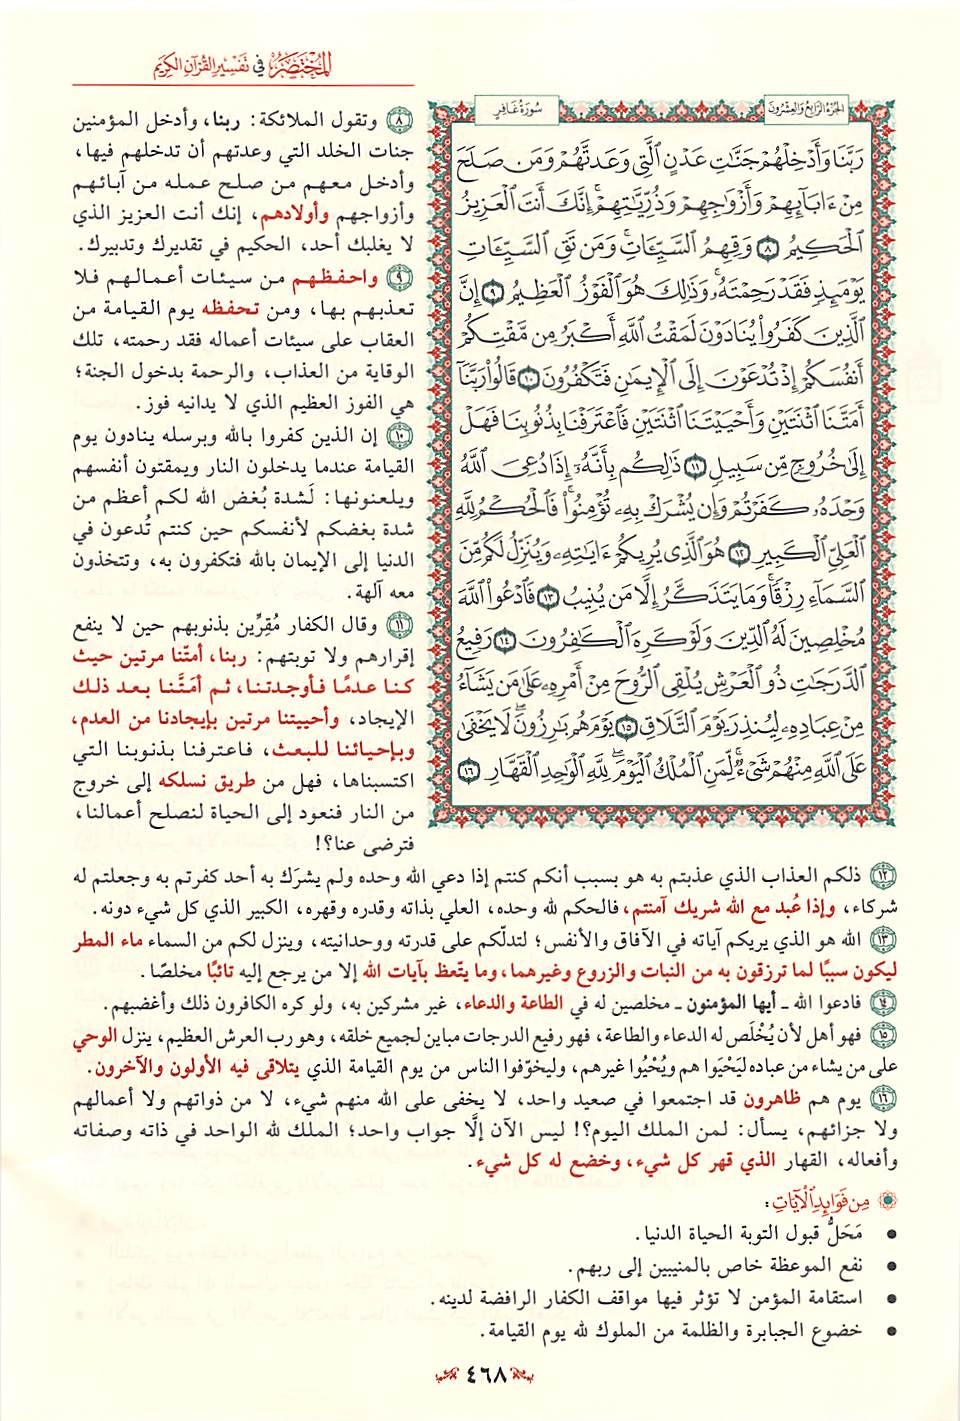 المختصر في تفسير القرآن الكريم
الجزء الرابع والعشرون
سورة غافر
رَبَّنَا وَأَدْخِلْهُمْ جَنَّٰتِ عَدْنٍ ٱلَّتِى وَعَدتَّهُمْ وَمَن صَلَحَ
مِنْ ءَابَآئِهِمْ وَأَزْوَٰجِهِمْ وَذُرِّيَّٰتِهِمْ ۚ إِنَّكَ أَنتَ ٱلْعَزِيزُ
ٱلْحَكِيمُ ٨ وَقِهِمُ ٱلسَّيِّـَٔاتِ ۚ وَمَن تَقِ ٱلسَّيِّـَٔاتِ
يَوْمَئِذٍ فَقَدْ رَحِمْتَهُۥ ۚ وَذَٰلِكَ هُوَ ٱلْفَوْزُ ٱلْعَظِيمُ ٩ إِنَّ
ٱلَّذِينَ كَفَرُوا۟ يُنَادَوْنَ لَمَقْتُ ٱللَّهِ أَكْبَرُ مِن مَّقْتِكُمْ
أَنفُسَكُمْ إِذْ تُدْعَوْنَ إِلَى ٱلْإِيمَٰنِ فَتَكْفُرُونَ ١٠ قَالُوا۟ رَبَّنَآ
أَمَتَّنَا ٱثْنَتَيْنِ وَأَحْيَيْتَنَا ٱثْنَتَيْنِ فَٱعْتَرَفْنَا بِذُنُوبِنَا فَهَلْ
إِلَىٰ خُرُوجٍ مِّن سَبِيلٍ ١١ ذَٰلِكُم بِأَنَّهُۥٓ إِذَا دُعِىَ ٱللَّهُ
وَحْدَهُۥ كَفَرْتُمْ ۖ وَإِن يُشْرَكْ بِهِۦ تُؤْمِنُوا۟ ۚ فَٱلْحُكْمُ لِلَّهِ
ٱلْعَلِىِّ ٱلْكَبِيرِ ١٢ هُوَ ٱلَّذِى يُرِيكُمْ ءَايَٰتِهِۦ وَيُنَزِّلُ لَكُم مِّنَ
ٱلسَّمَآءِ رِزْقًا ۚ وَمَا يَتَذَكَّرُ إِلَّا مَن يُنِيبُ ١٣ فَٱدْعُوا۟ ٱللَّهَ
مُخْلِصِينَ لَهُ ٱلدِّينَ وَلَوْ كَرِهَ ٱلْكَٰفِرُونَ ١٤ رَفِيعُ
ٱلدَّرَجَٰتِ ذُو ٱلْعَرْشِ يُلْقِى ٱلرُّوحَ مِنْ أَمْرِهِۦ عَلَىٰ مَن يَشَآءُ
مِنْ عِبَادِهِۦ لِيُنذِرَ يَوْمَ ٱلتَّلَاقِ ١٥ يَوْمَ هُم بَٰرِزُونَ ۖ لَا يَخْفَىٰ
عَلَى ٱللَّهِ مِنْهُمْ شَىْءٌ ۚ لِّمَنِ ٱلْمُلْكُ ٱلْيَوْمَ ۖ لِلَّهِ ٱلْوَٰحِدِ ٱلْقَهَّارِ ١٦
٨ وتقول الملائكة: ربنا، وأدخل المؤمنين
جنات الخلد التي وعدتهم أن تدخلهم فيها،
وأدخل معهم من صلح عمله من آبائهم
وأزواجهم وأولادهم، إنك أنت العزيز الذي
لا يغلبك أحد، الحكيم في تقديرك وتدبيرك.
٩ واحفظهم من سيئات أعمالهم فلا
تعذبهم بها، ومن تحفظه يوم القيامة من
العقاب على سيئات أعماله فقد رحمته، تلك
الوقاية من العذاب، والرحمة بدخول الجنة؛
هي الفوز العظيم الذي لا يدانيه فوز.
١٠ إن الذين كفروا بالله وبرسله ينادون يوم
القيامة عندما يدخلون النار ويمقتون أنفسهم
ويلعنونها: لَشدة بُغض الله لكم أعظم من
شدة بغضكم لأنفسكم حين كنتم تُدعون في
الدنيا إلى الإيمان بالله فتكفرون به، وتتخذون
معه آلهة.
١١ وقال الكفار مُقِرِّين بذنوبهم حين لا ينفع
إقرارهم ولا توبتهم: ربنا، أمتّنا مرتين حيث
كنا عدمًا فأوجدتنا، ثم أمَتَّنا بعد ذلك
الإيجاد، وأحييتنا مرتين بإيجادنا من العدم،
وبإحيائنا للبعث، فاعترفنا بذنوبنا التي
اكتسبناها، فهل من طريق نسلكه إلى خروج
من النار فنعود إلى الحياة لنصلح أعمالنا،
فترضى عنا؟!
١٢ ذلكم العذاب الذي عذبتم به هو بسبب أنكم كنتم إذا دعي الله وحده ولم يشرَك به أحد كفرتم به وجعلتم له
شركاء، وإذا عُبد مع الله شريك آمنتم، فالحكم لله وحده، العلي بذاته وقدره وقهره، الكبير الذي كل شيء دونه.
١٣ الله هو الذي يريكم آياته في الآفاق والأنفس؛ لتدلّكم على قدرته ووحدانيته، وينزل لكم من السماء ماء المطر
ليكون سببًا لما ترزقون به من النبات والزروع وغيرهما، وما يتّعظ بآيات الله إلا من يرجع إليه تائبًا مخلصًا.
١٤ فادعوا الله ـ أيها المؤمنون ـ مخلصين له في الطاعة والدعاء، غير مشركين به، ولو كره الكافرون ذلك وأغضبهم.
١٥ فهو أهل لأن يُخْلَص له الدعاء والطاعة، فهو رفيع الدرجات مباين لجميع خلقه، وهو رب العرش العظيم، ينزل الوحي
على من يشاء من عباده ليَحْيَوا هم ويُحْيُوا غيرهم، وليخوّفوا الناس من يوم القيامة الذي يتلاقى فيه الأولون والآخرون.
١٦ يوم هم ظاهرون قد اجتمعوا في صعيد واحد، لا يخفى على الله منهم شيء، لا من ذواتهم ولا أعمالهم
ولا جزائهم، يسأل: لمن الملك اليوم؟! ليس الآن إلَّا جواب واحد؛ الملك لله الواحد في ذاته وصفاته
وأفعاله، القهار الذي قهر كل شيء، وخضع له كل شيء.
من فوائد الآيات:
• مَحَلُّ قبول التوبة الحياة الدنيا.
• نفع الموعظة خاص بالمنيبين إلى ربهم.
• استقامة المؤمن لا تؤثر فيها مواقف الكفار الرافضة لدينه.
• خضوع الجبابرة والظلمة من الملوك لله يوم القيامة.
٤٦٨